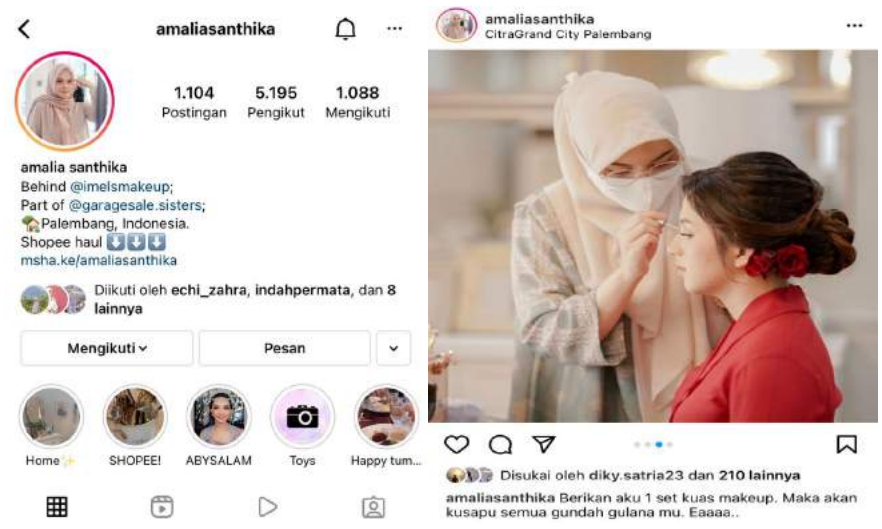 amaliasanthika
1.104 5.195 1.088
Postingan Pengikut Mengikuti
amalia santhika
Behind @imelsmakeup;
Part of @garagesale.sisters;
Palembang, Indonesia.
Shopee haul
msha.ke/amaliasanthika
Diikuti oleh echi_zahra, indahpermata, dan 8
lainnya
Mengikuti Pesan
Home SHOPEE! ABYSALAM Toys Happy tum...
amaliasanthika
CitraGrand City Palembang
Disukai oleh diky.satria23 dan 210 lainnya
amaliasanthika Berikan aku 1 set kuas makeup. Maka akan
kusapu semua gundah gulana mu. Eaaaa..